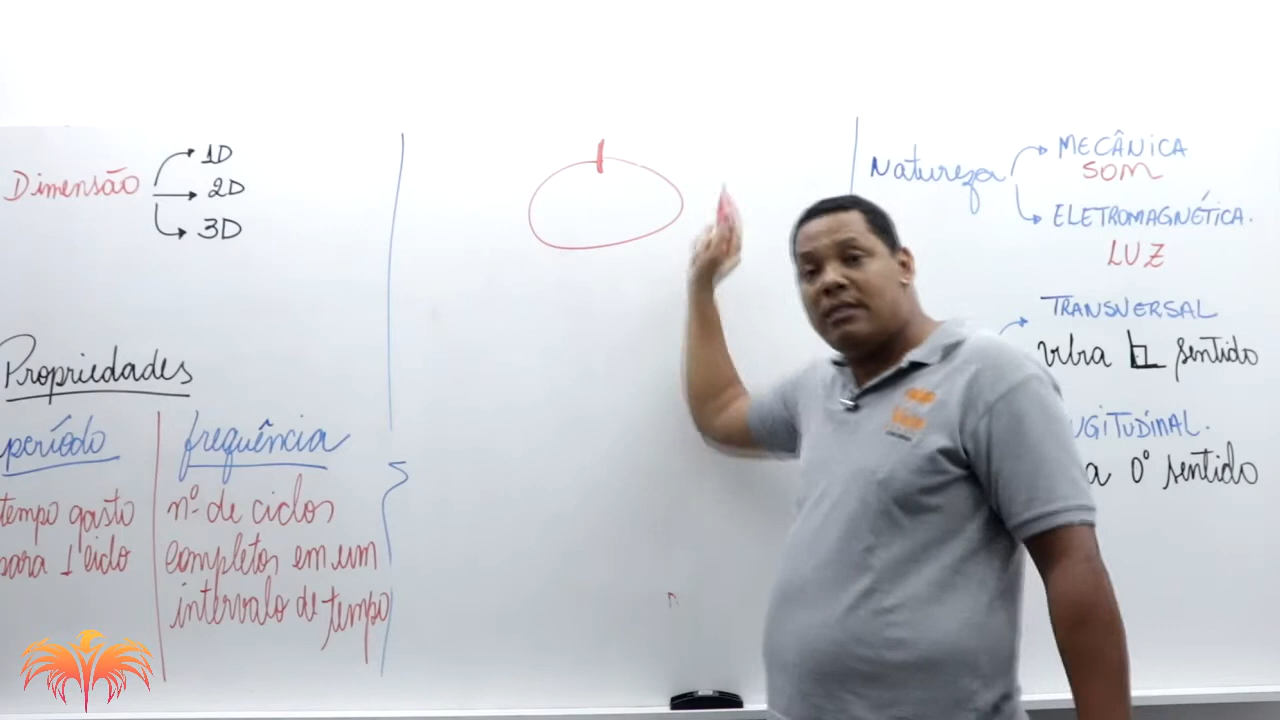 Dimensão
1D
2D
3D
Propriedades
período
tempo gasto
para 1 ciclo
frequência
nº de ciclos
completos em um
intervalo de tempo
Natureza
MECÂNICA
SOM
ELETROMAGNÉTICA.
LUZ
TRANSVERSAL
vibra sentido
0° sentido